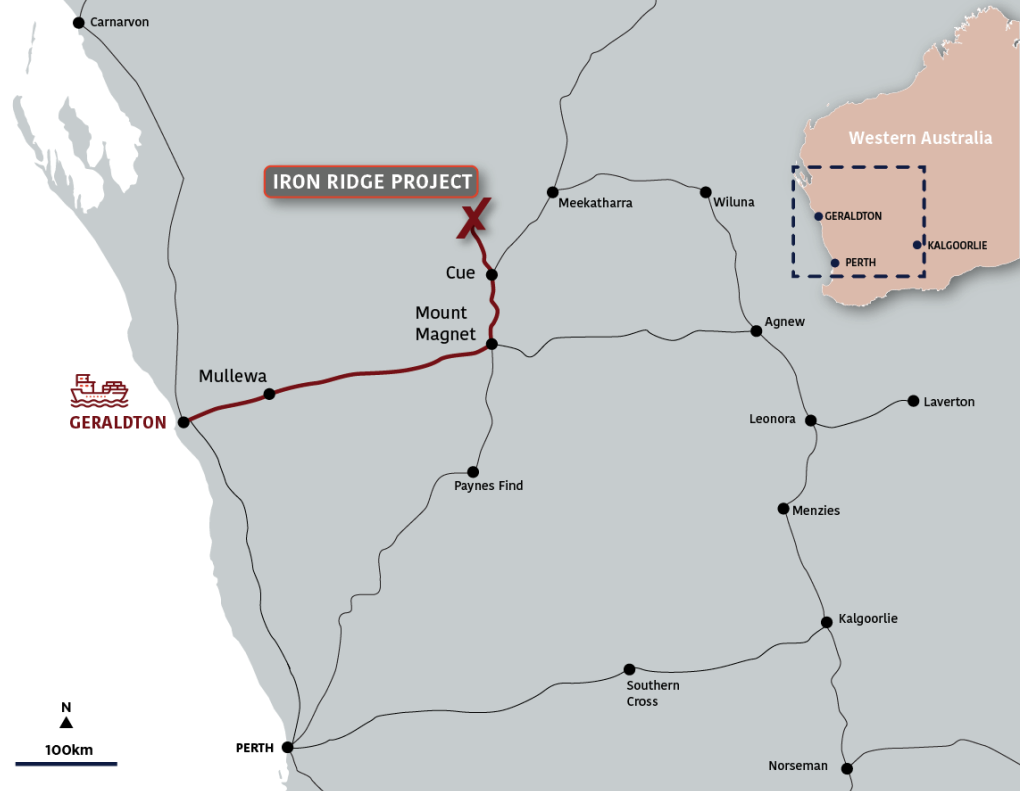 Carnarvon
Western Australia
IRON RIDGE PROJECT
Meekatharra
Wiluna
GERALDTON
KALGOORLIE
PERTH
Cue
Mount
Magnet
Agnew
Mullewa
GERALDTON
Laverton
Leonora
Paynes Find
Menzies
Kalgoorlie
Southern
Cross
N
100km
PERTH
Norseman